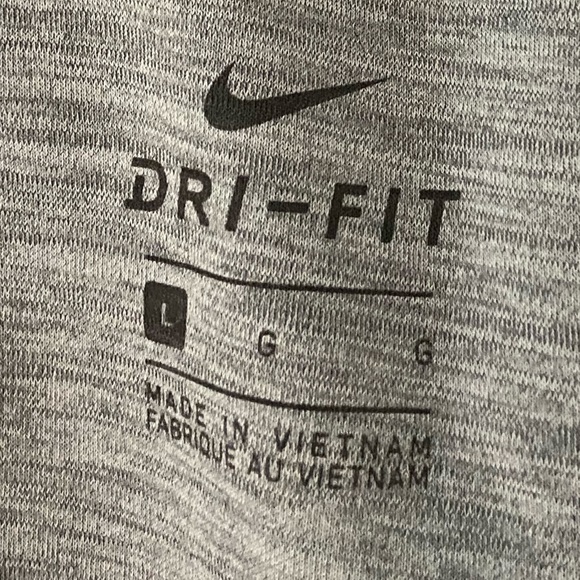 DRI-FIT
L G G
MADE IN VIETNAM
FABRIQUE AU VIETNAM